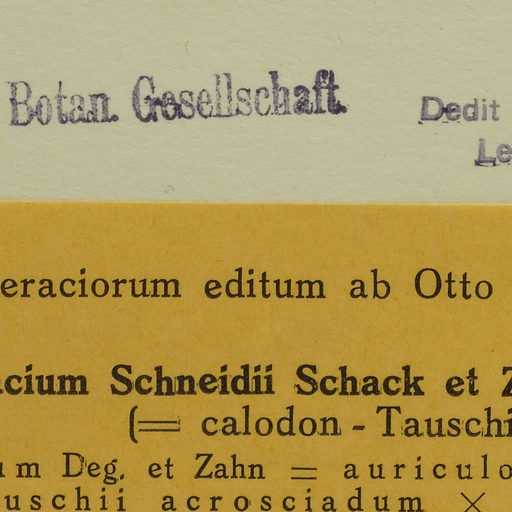 Botan. Gesellschaft.
Dedit
Le
eraciorum editum ab Otto
cium Schneidii Schack et Z
(= calodon - Tauschi
um Deg. et Zahn = auriculo
uschii acrosciadum ×